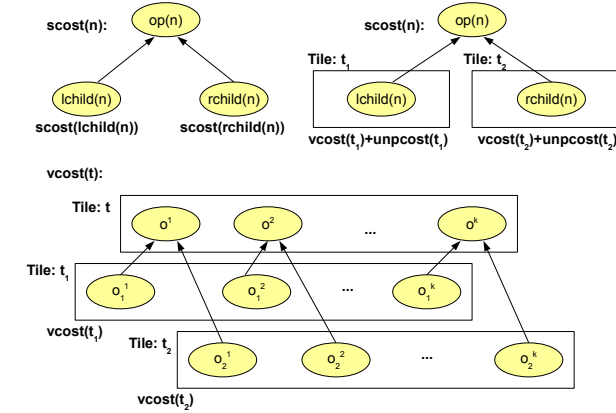 scost(n): op(n)
lchild(n) rchild(n)
scost(lchild(n)) scost(rchild(n))
scost(n): op(n)
Tile: t₁ Tile: t₂
lchild(n) rchild(n)
vcost(t₁)+unpcost(t₁) vcost(t₂)+unpcost(t₂)
vcost(t):
Tile: t
o¹ o² ... oᵏ
Tile: t₁
o₁¹ o₁² ... o₁ᵏ
vcost(t₁)
Tile: t₂
o₂¹ o₂² ... o₂ᵏ
vcost(t₂)